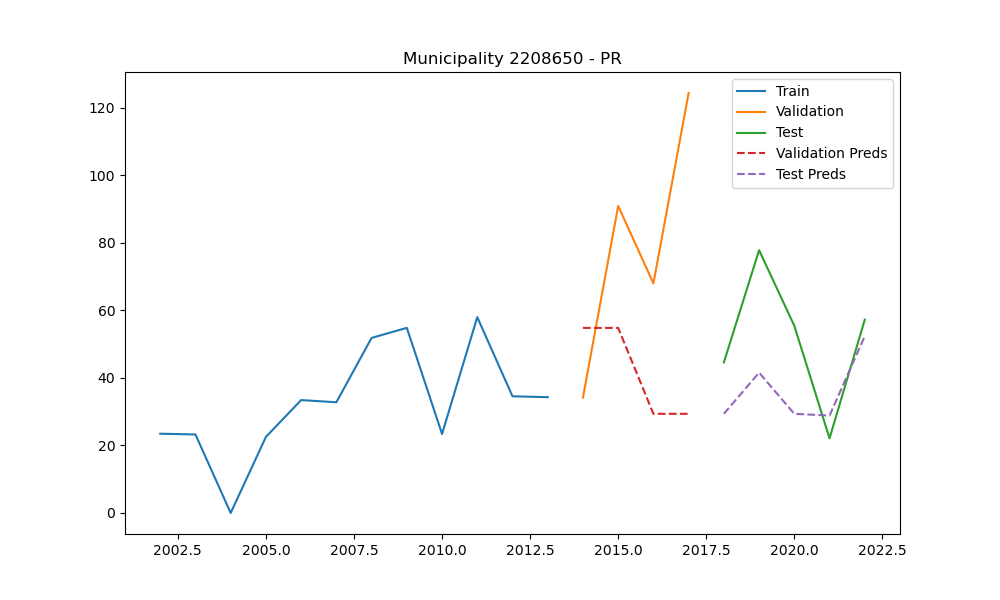 Municipality 2208650 - PR
Train
Validation
Test
Validation Preds
Test Preds
120
100
80
60
40
20
0
2002.5 2005.0 2007.5 2010.0 2012.5 2015.0 2017.5 2020.0 2022.5